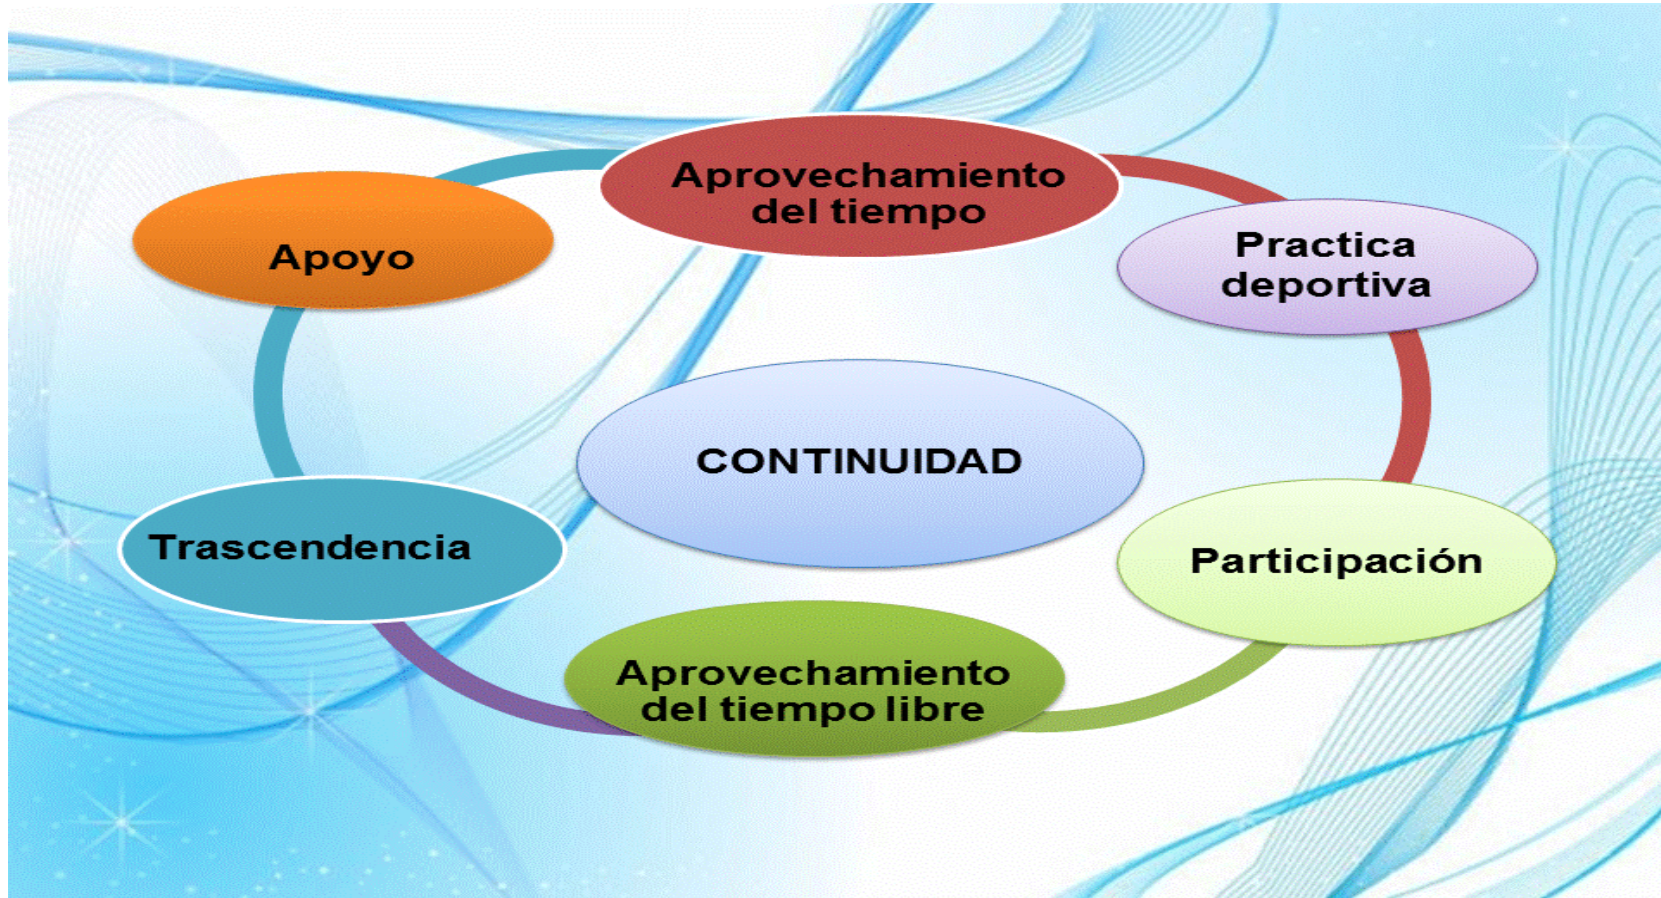 Aprovechamiento
del tiempo
Practica
deportiva
Apoyo
CONTINUIDAD
Trascendencia
Participación
Aprovechamiento
del tiempo libre